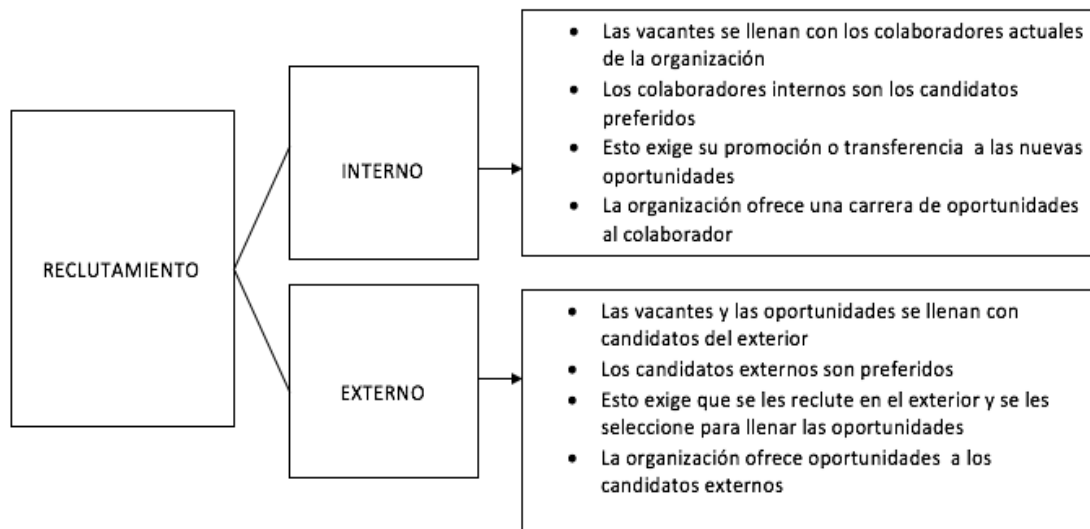 RECLUTAMIENTO
INTERNO
• Las vacantes se llenan con los colaboradores actuales
de la organización
• Los colaboradores internos son los candidatos
preferidos
• Esto exige su promoción o transferencia a las nuevas
oportunidades
• La organización ofrece una carrera de oportunidades
al colaborador
EXTERNO
• Las vacantes y las oportunidades se llenan con
candidatos del exterior
• Los candidatos externos son preferidos
• Esto exige que se les reclute en el exterior y se les
seleccione para llenar las oportunidades
• La organización ofrece oportunidades a los
candidatos externos